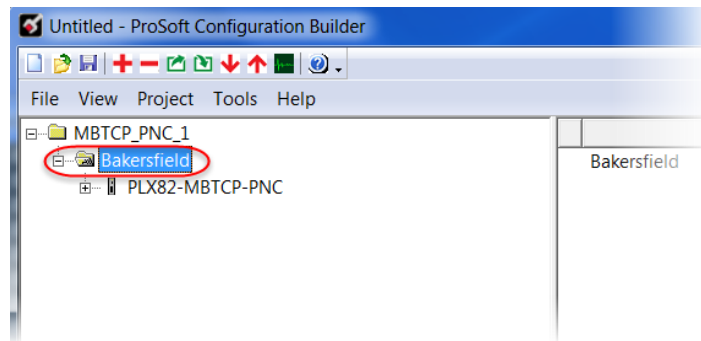 Untitled - ProSoft Configuration Builder
File View Project Tools Help
MBTCP_PNC_1
Bakersfield
Bakersfield
PLX82-MBTCP-PNC